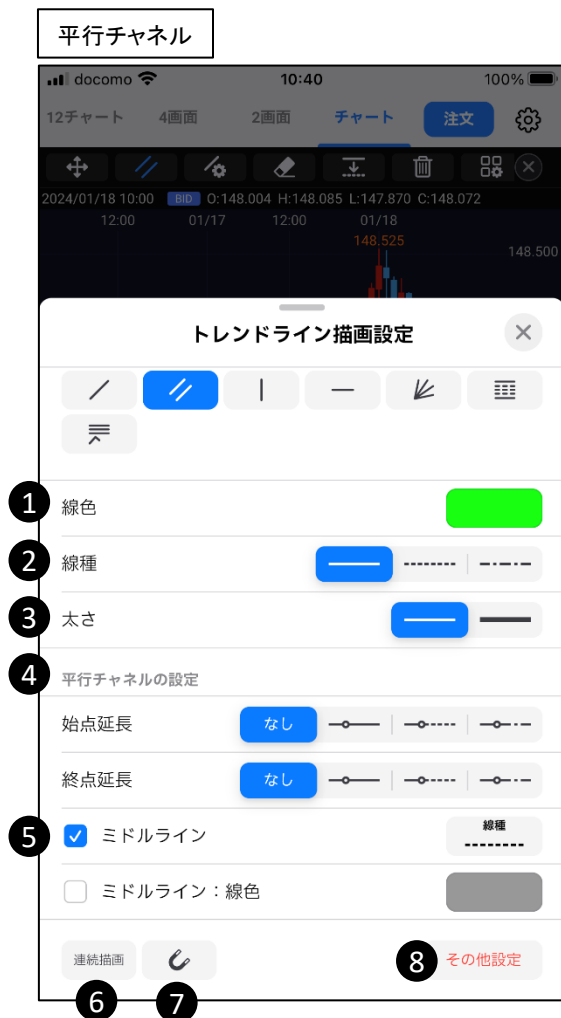 平行チャネル
docomo 10:40 100%
12チャート 4画面 2画面 チャート 注文
2024/01/18 10:00 BID O:148.004 H:148.085 L:147.870 C:148.072
12:00 01/17 12:00 01/18
148.525
148.500
トレンドライン描画設定
1 線色
2 線種
3 太さ
4 平行チャネルの設定
始点延長 なし
終点延長 なし
5 ミドルライン 線種
ミドルライン：線色
連続描画 8 その他設定
6 7